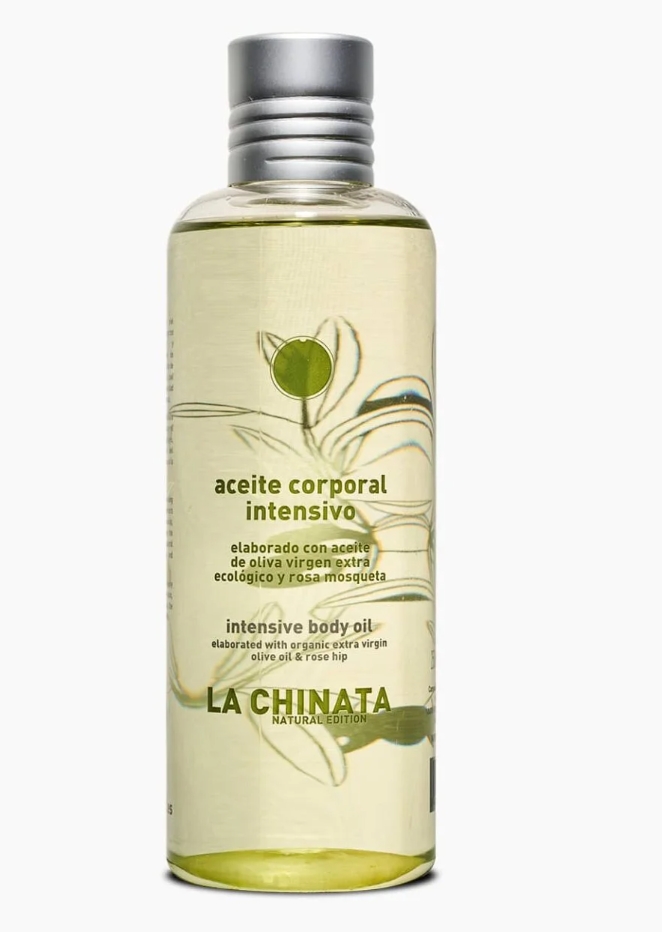 aceite corporal
intensivo
elaborado con aceite
de oliva virgen extra
ecológico y rosa mosqueta
intensive body oil
elaborated with organic extra virgin
olive oil & rose hip
LA CHINATA
NATURAL EDITION